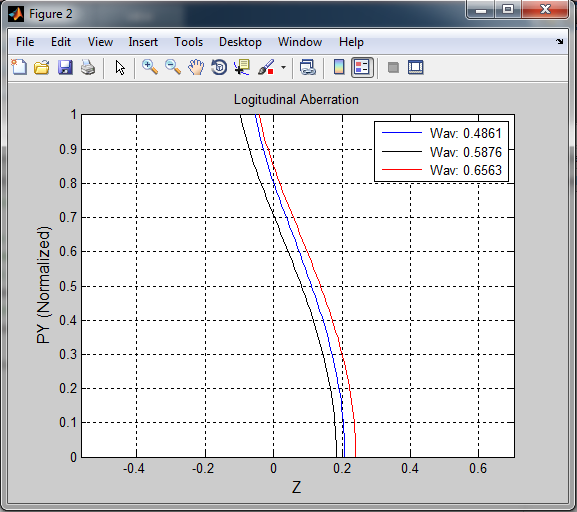 Figure 2
File Edit View Insert Tools Desktop Window Help
Logitudinal Aberration
Wav: 0.4861
Wav: 0.5876
Wav: 0.6563
1
0.9
0.8
0.7
0.6
0.5
0.4
0.3
0.2
0.1
0
PY (Normalized)
-0.4 -0.2 0 0.2 0.4 0.6
Z